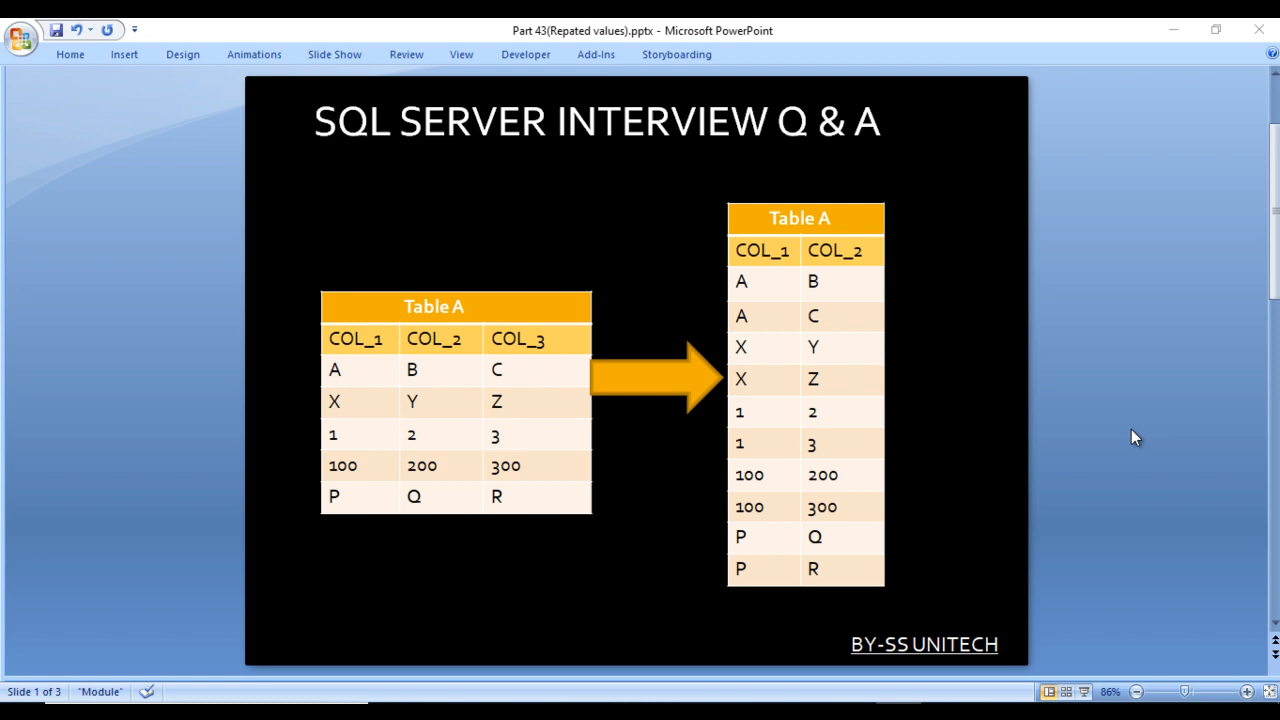 Part 43(Repated values).pptx - Microsoft PowerPoint
Home Insert Design Animations Slide Show Review View Developer Add-Ins Storyboarding
SQL SERVER INTERVIEW Q & A
Table A
COL_1 COL_2 COL_3
A B C
X Y Z
1 2 3
100 200 300
P Q R
Table A
COL_1 COL_2
A B
A C
X Y
X Z
1 2
1 3
100 200
100 300
P Q
P R
BY-SS UNITECH
Slide 1 of 3 "Module" 86%